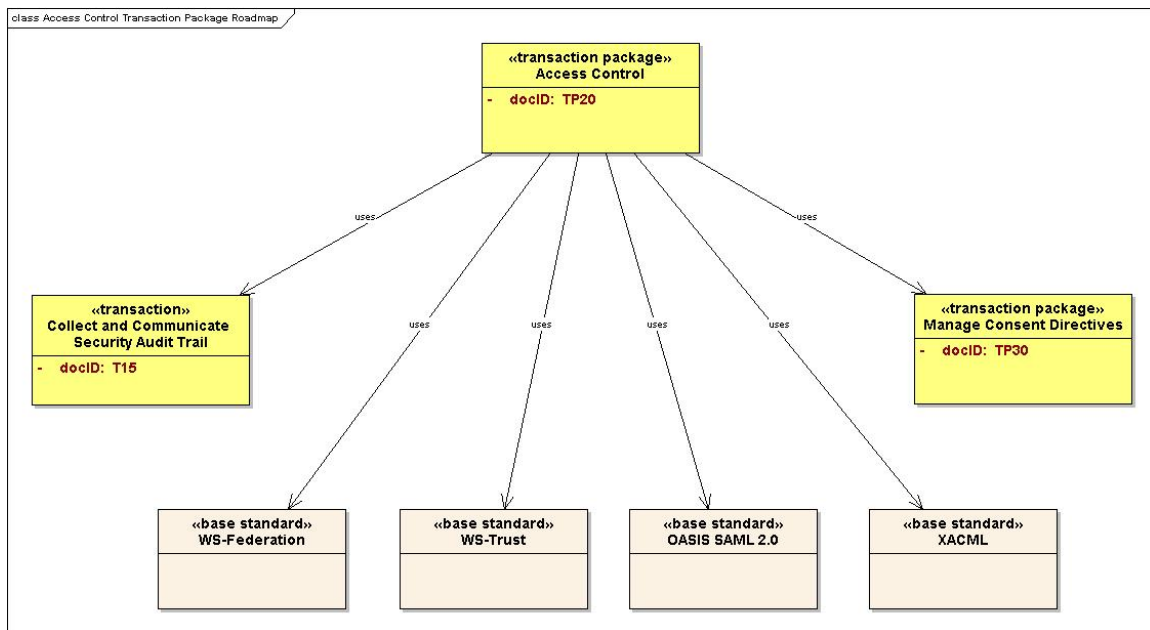 class Access Control Transaction Package Roadmap
«transaction package»
Access Control
- docID: TP20
uses
uses
«transaction»
Collect and Communicate
Security Audit Trail
- docID: T15
«transaction package»
Manage Consent Directives
- docID: TP30
uses
uses
uses
uses
«base standard»
WS-Federation
«base standard»
WS-Trust
«base standard»
OASIS SAML 2.0
«base standard»
XACML